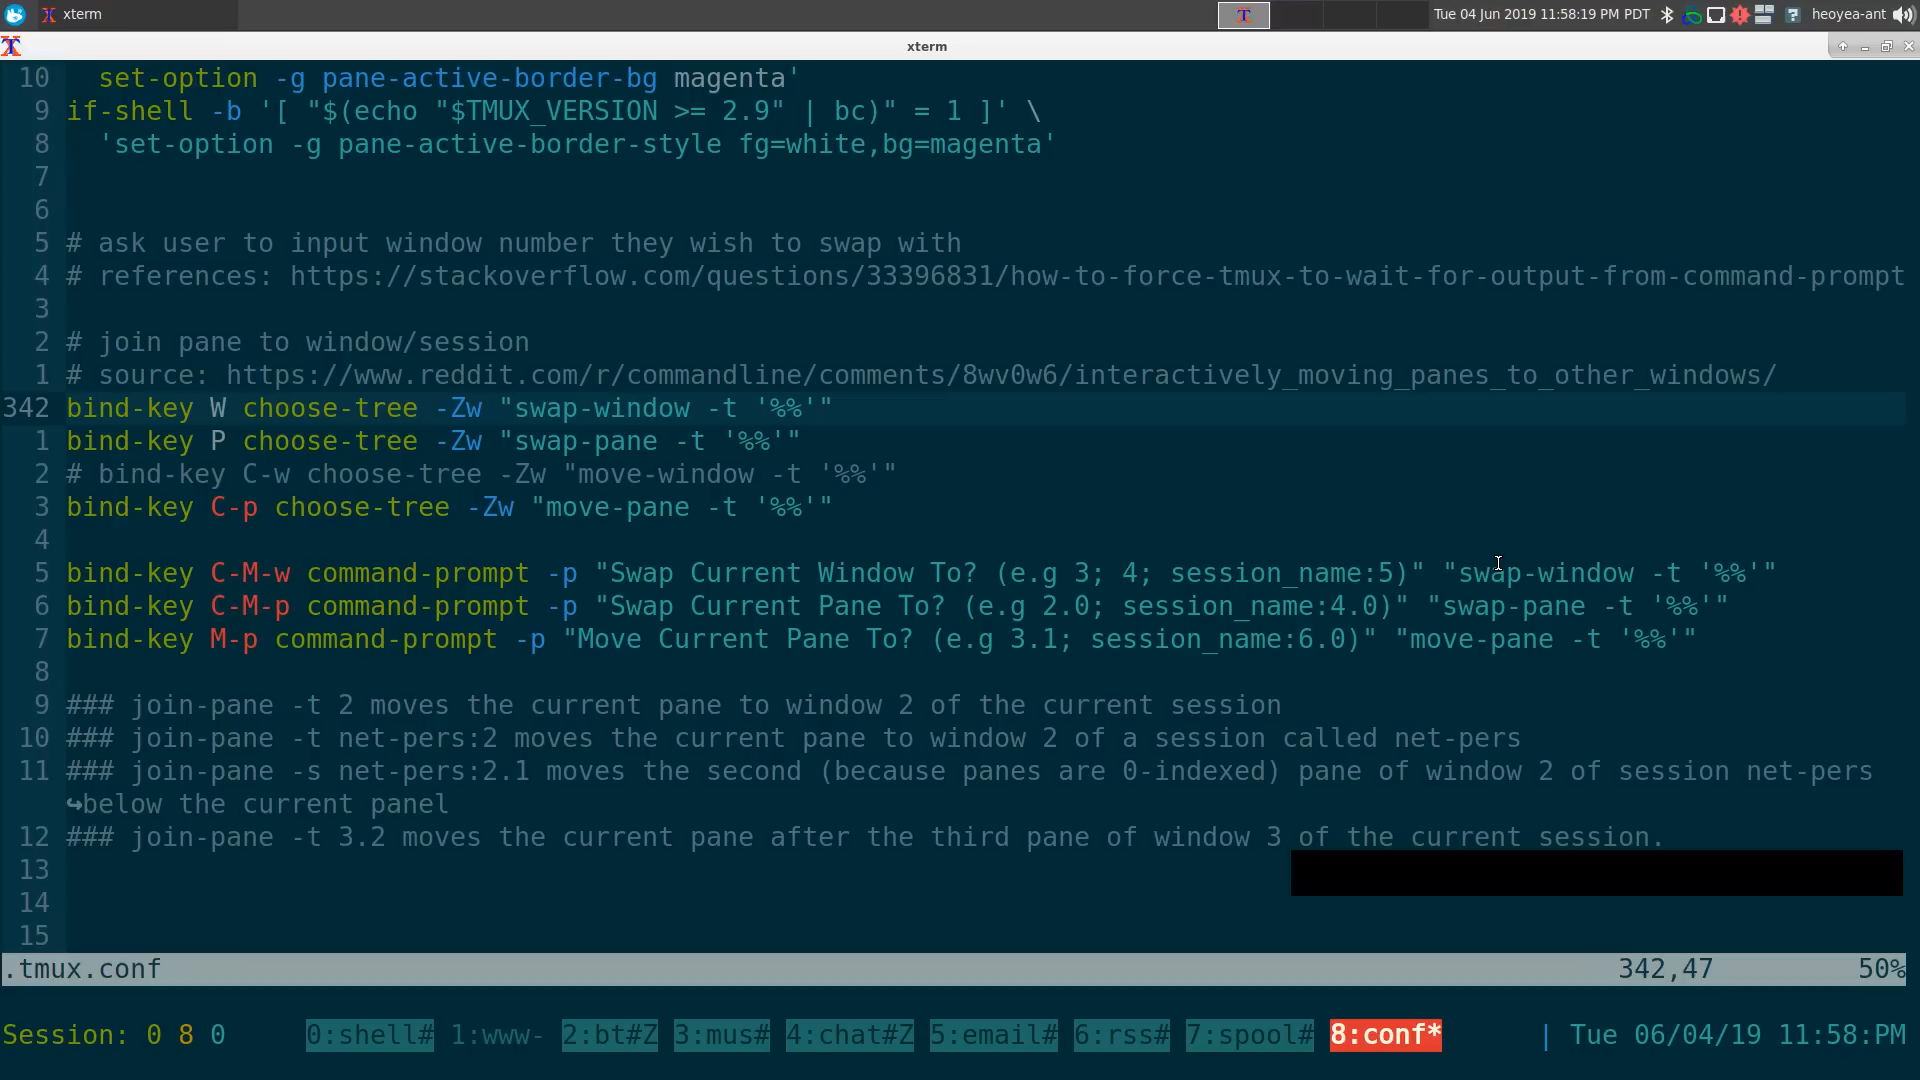 xterm
Tue 04 Jun 2019 11:58:19 PM PDT heoyea-ant
xterm
10   set-option -g pane-active-border-bg magenta'
9 if-shell -b '[ "$(echo "$TMUX_VERSION >= 2.9" | bc)" = 1 ]' \
8   'set-option -g pane-active-border-style fg=white,bg=magenta'
7
6
5 # ask user to input window number they wish to swap with
4 # references: https://stackoverflow.com/questions/33396831/how-to-force-tmux-to-wait-for-output-from-command-prompt
3
2 # join pane to window/session
1 # source: https://www.reddit.com/r/commandline/comments/8wv0w6/interactively_moving_panes_to_other_windows/
342 bind-key W choose-tree -Zw "swap-window -t '%%'"
1 bind-key P choose-tree -Zw "swap-pane -t '%%'"
2 # bind-key C-w choose-tree -Zw "move-window -t '%%'"
3 bind-key C-p choose-tree -Zw "move-pane -t '%%'"
4
5 bind-key C-M-w command-prompt -p "Swap Current Window To? (e.g 3; 4; session_name:5)" "swap-window -t '%%'"
6 bind-key C-M-p command-prompt -p "Swap Current Pane To? (e.g 2.0; session_name:4.0)" "swap-pane -t '%%'"
7 bind-key M-p command-prompt -p "Move Current Pane To? (e.g 3.1; session_name:6.0)" "move-pane -t '%%'"
8
9 ### join-pane -t 2 moves the current pane to window 2 of the current session
10 ### join-pane -t net-pers:2 moves the current pane to window 2 of a session called net-pers
11 ### join-pane -s net-pers:2.1 moves the second (because panes are 0-indexed) pane of window 2 of session net-pers
↪below the current panel
12 ### join-pane -t 3.2 moves the current pane after the third pane of window 3 of the current session.
13
14
15
.tmux.conf 342,47 50%
Session: 0 8 0 0:shell# 1:www- 2:bt#Z 3:mus# 4:chat#Z 5:email# 6:rss# 7:spool# 8:conf* | Tue 06/04/19 11:58:PM